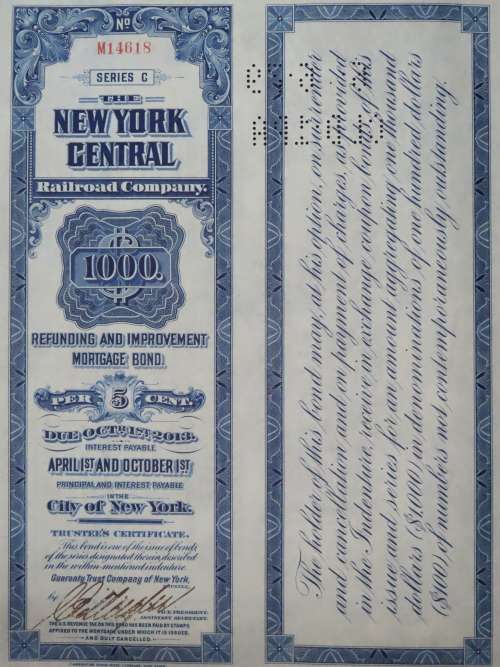 No
M14618
SERIES C
THE
NEW YORK
CENTRAL
Railroad Company.
1000.
REFUNDING AND IMPROVEMENT
MORTGAGE BOND.
PER 5 CENT.
DUE OCT. 1ST 2013.
INTEREST PAYABLE
APRIL 1ST AND OCTOBER 1ST
PRINCIPAL AND INTEREST PAYABLE
IN THE
City of New York.
TRUSTEE'S CERTIFICATE.
This bond is one of the issue of bonds
of the series designated therein, described
in the within-mentioned indenture.
Guaranty Trust Company of New York,
TRUSTEE,
by
VICE PRESIDENT.
ASSISTANT SECRETARY.
THE U.S. REVENUE TAX ON THIS BOND HAS BEEN PAID BY STAMPS
AFFIXED TO THE MORTGAGE UNDER WHICH IT IS ISSUED,
AND DULY CANCELLED.
The holder of this bond may, at his option, on surrender
and cancellation and on payment of charges, as provided
in the Indenture, receive in exchange coupon bonds of this
series for an amount aggregating one thousand
dollars ($1000) in denominations of one hundred dollars
($100) of numbers not contemporaneously outstanding.